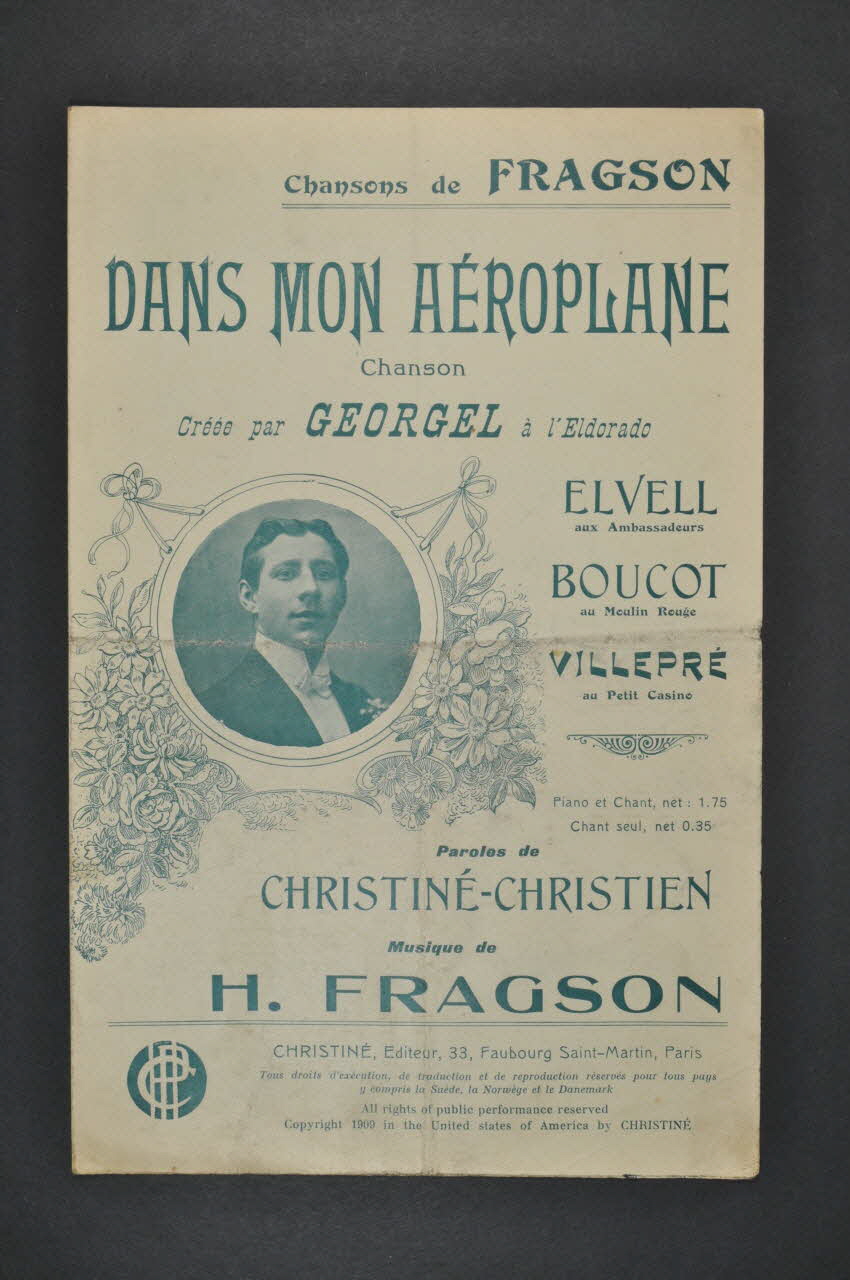 Chansons de FRAGSON
DANS MON AÉROPLANE
Chanson
Créée par GEORGEL à l'Eldorado
ELVELL
aux Ambassadeurs
BOUCOT
au Moulin Rouge
VILLEPRÉ
au Petit Casino
Piano et Chant, net : 1.75
Chant seul, net 0.35
Paroles de
CHRISTINÉ-CHRISTIEN
Musique de
H. FRAGSON
CHRISTINÉ, Editeur, 33, Faubourg Saint-Martin, Paris
Tous droits d'exécution, de traduction et de reproduction réservés pour tous pays
y compris la Suède, la Norwège et le Danemark
All rights of public performance reserved
Copyright 1909 in the United states of America by CHRISTINÉ